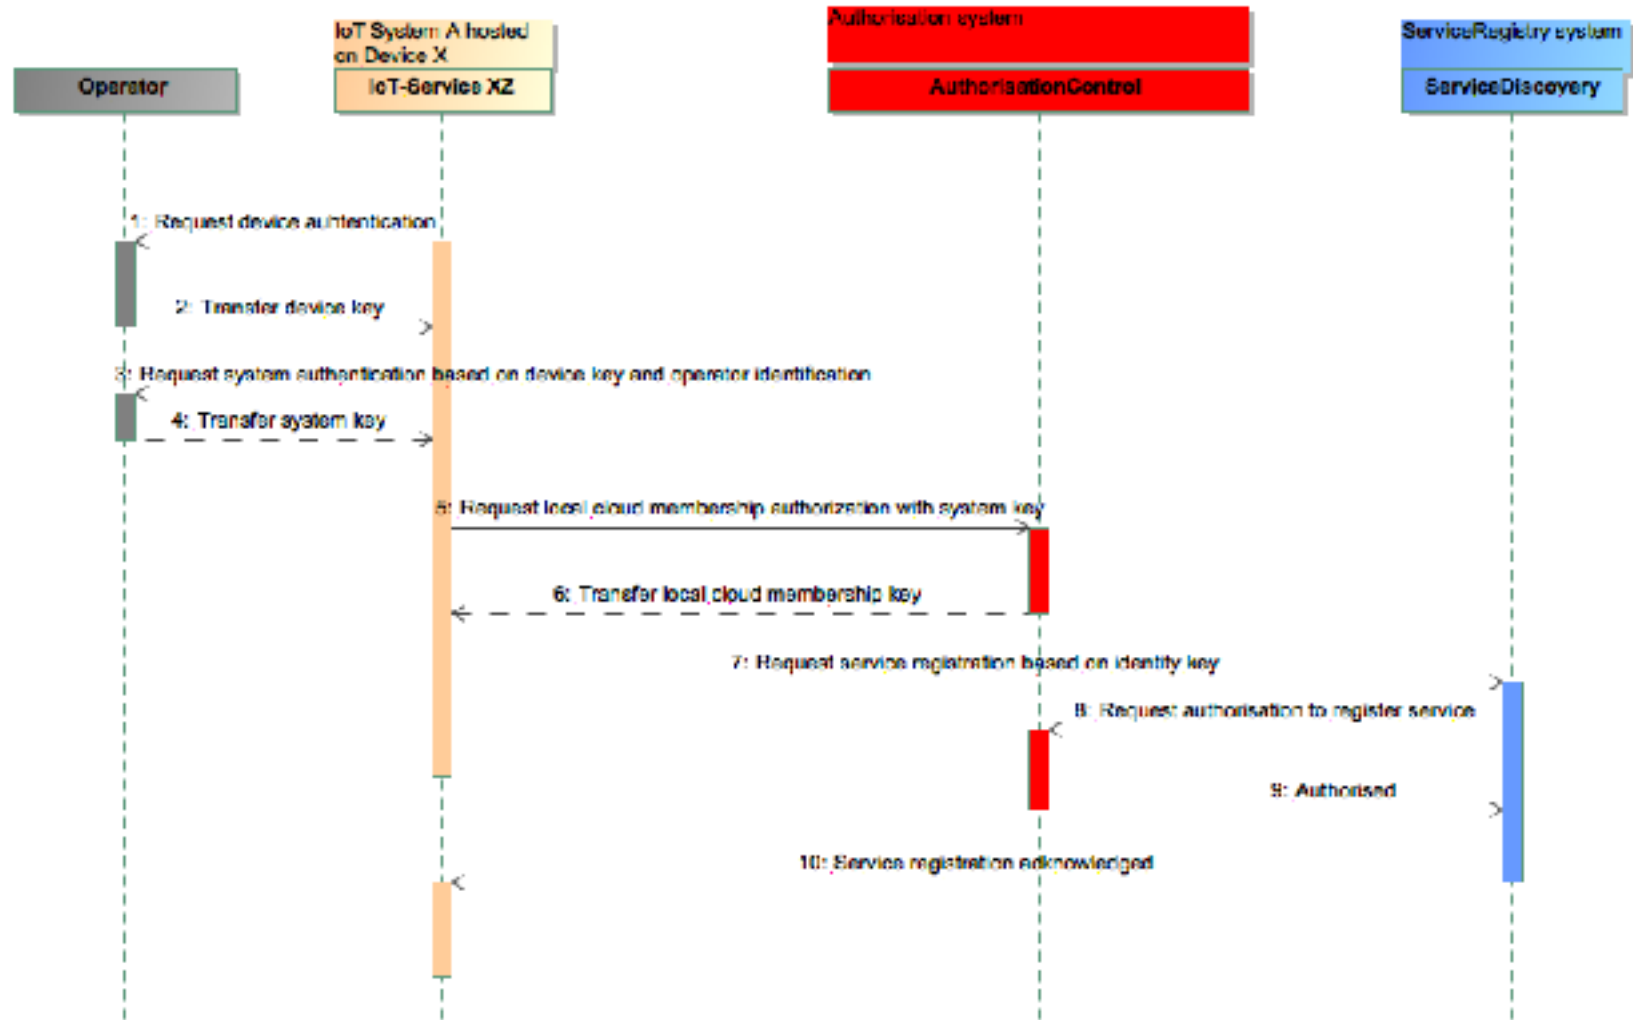 IoT System A hosted
on Device X
Authorisation system
ServiceRegistry system
Operator
IoT-Service XZ
AuthorisationControl
ServiceDiscovery
1: Request device auhtentication
2: Transfer device key
3: Request system authentication based on device key and operator identification
4: Transfer system key
5: Request local cloud membership authorization with system key
6: Transfer local cloud membership key
7: Request service registration based on identity key
8: Request authorisation to register service
9: Authorised
10: Service registration acknowledged